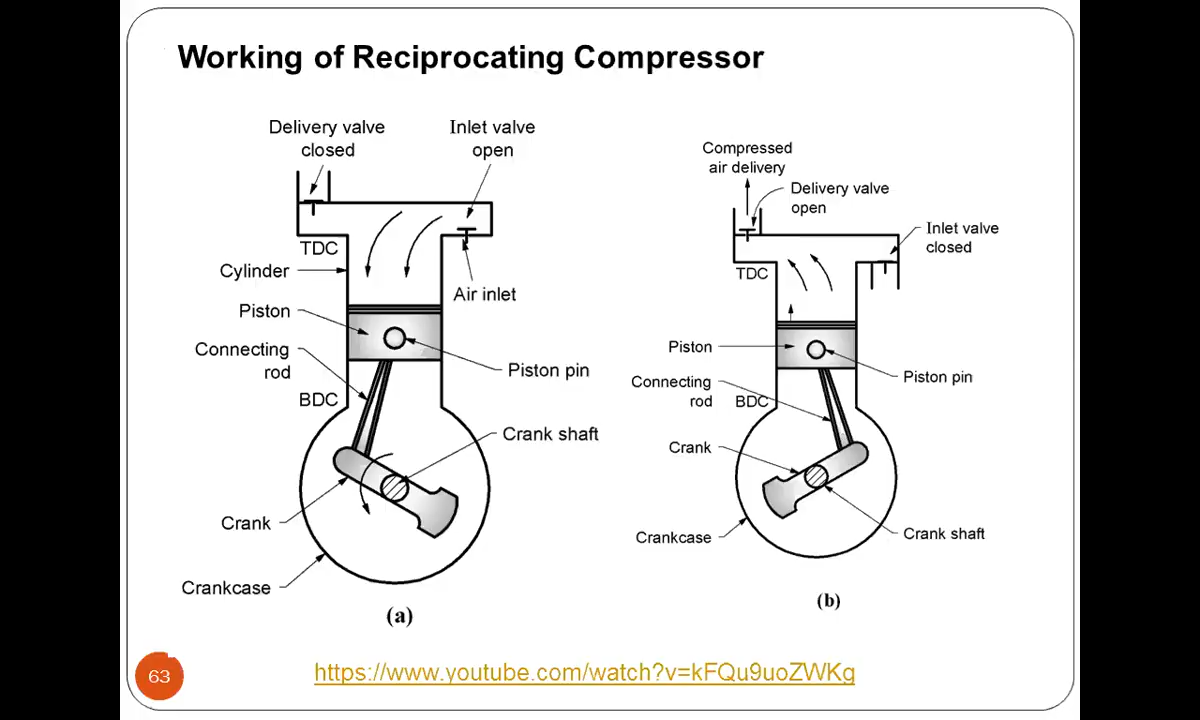 Working of Reciprocating Compressor
Delivery valve
closed
Inlet valve
open
TDC
Cylinder
Air inlet
Piston
Connecting
rod
Piston pin
BDC
Crank shaft
Crank
Crankcase
(a)
Compressed
air delivery
Delivery valve
open
Inlet valve
closed
TDC
Piston
Piston pin
Connecting
rod
BDC
Crank
Crankcase
Crank shaft
(b)
63
https://www.youtube.com/watch?v=kFQu9uoZWKg